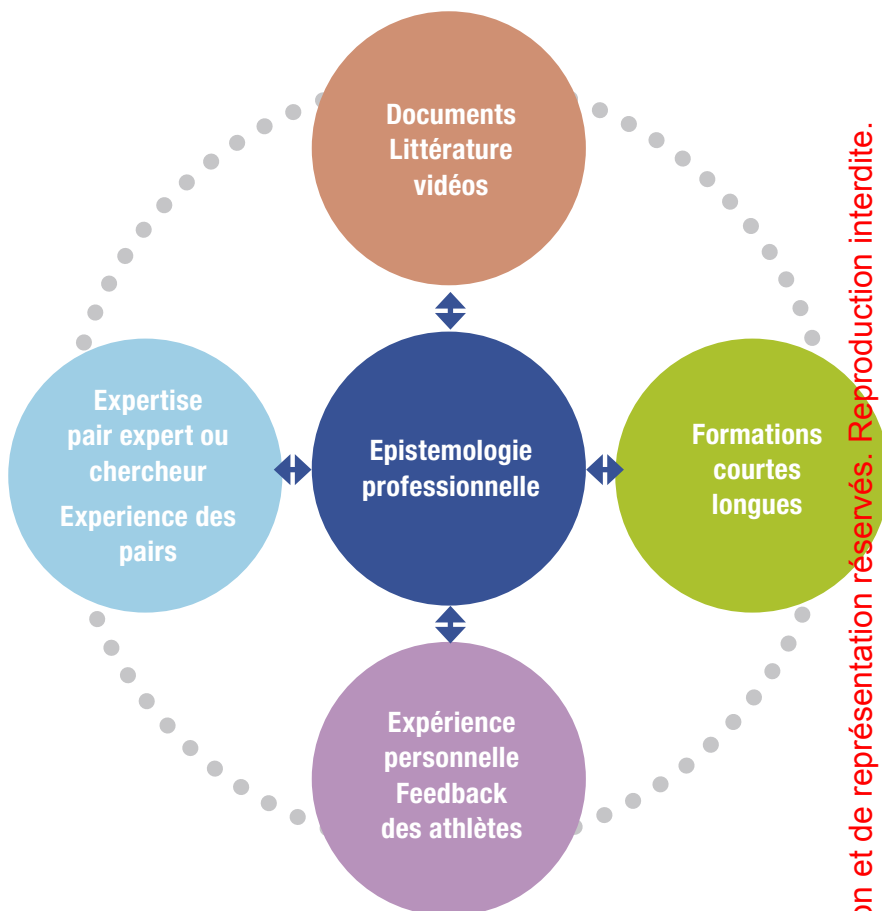 Documents
Littérature
vidéos
Expertise
pair expert ou
chercheur
Experience des
pairs
Epistemologie
professionnelle
Formations
courtes
longues
Expérience
personnelle
Feedback
des athlètes
et de représentation réservés. Reproduction interdite.